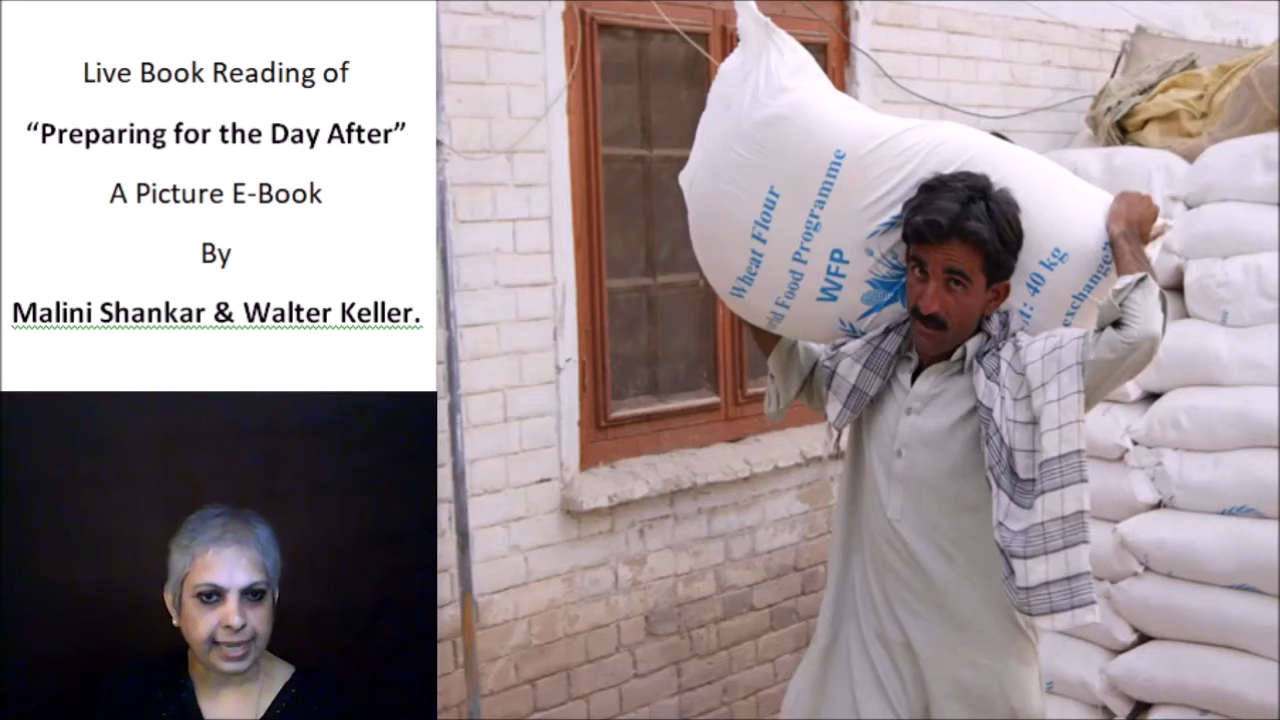 Live Book Reading of
“Preparing for the Day After”
A Picture E-Book
By
Malini Shankar & Walter Keller.
Wheat Flour
Food Programme
WFP
40 kg
exchange"